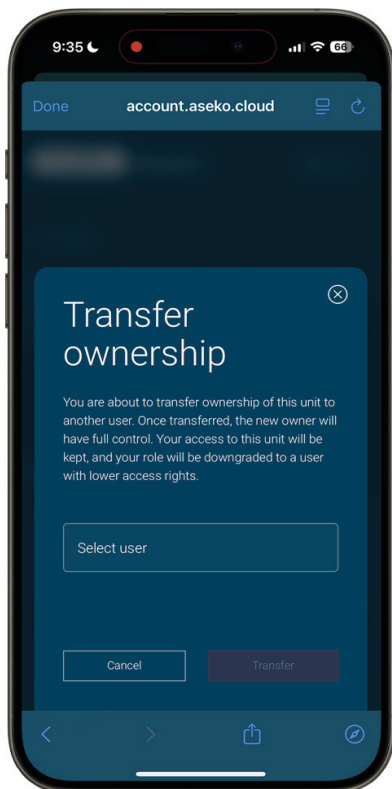 9:35
66
Done
account.aseko.cloud
Transfer
ownership
You are about to transfer ownership of this unit to
another user. Once transferred, the new owner will
have full control. Your access to this unit will be
kept, and your role will be downgraded to a user
with lower access rights.
Select user
Cancel
Transfer